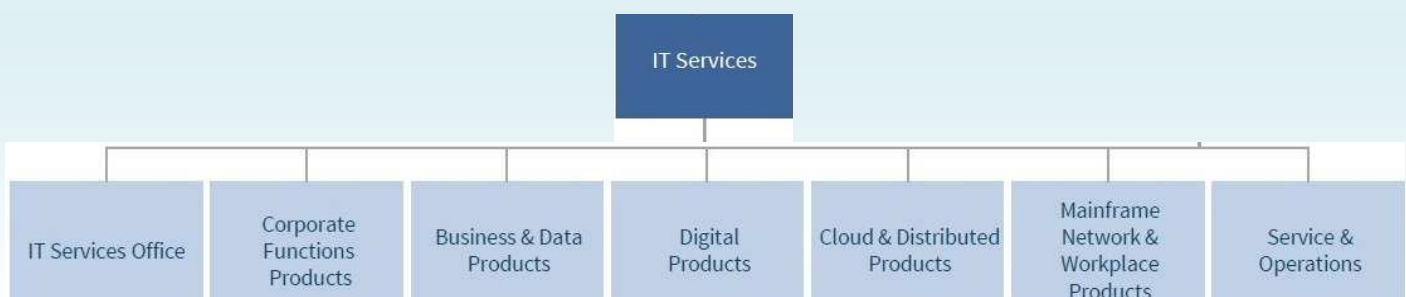 IT Services
IT Services Office
Corporate
Functions
Products
Business & Data
Products
Digital
Products
Cloud & Distributed
Products
Mainframe
Network &
Workplace
Products
Service &
Operations